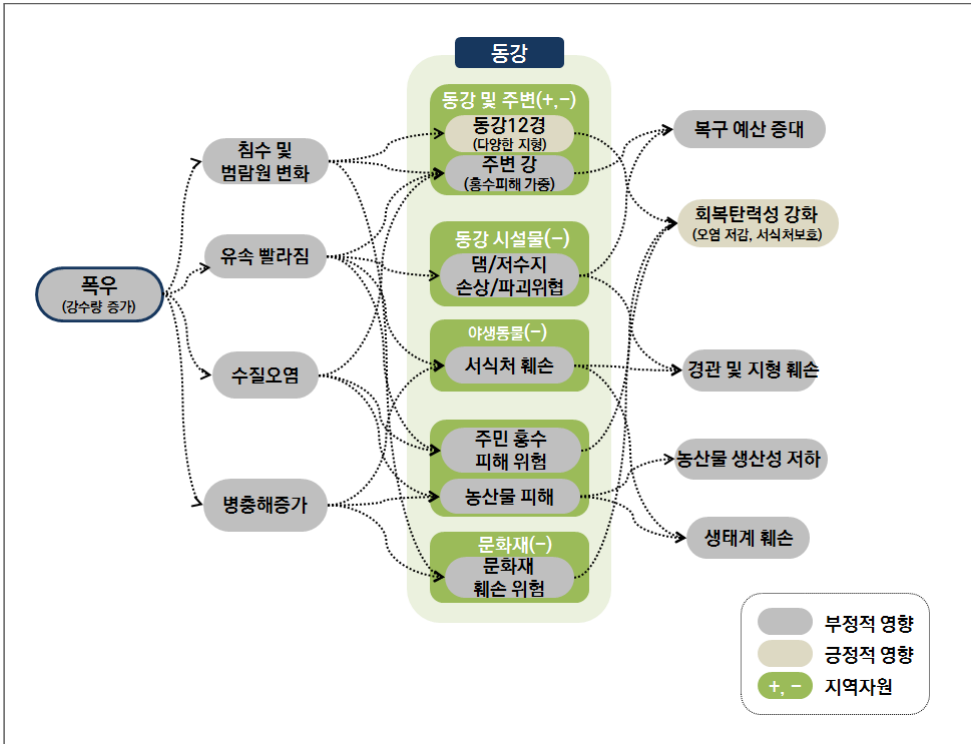 동강
동강 및 주변(+,-)
동강12경
(다양한 지형)
주변 강
(홍수피해 가중)
동강 시설물(-)
댐/저수지
손상/파괴위협
야생동물(-)
서식처 훼손
주민 홍수
피해 위험
농산물 피해
문화재(-)
문화재
훼손 위험
폭우
(강수량 증가)
침수 및
범람원 변화
유속 빨라짐
수질오염
병충해증가
복구 예산 증대
회복탄력성 강화
(오염 저감, 서식처보호)
경관 및 지형 훼손
농산물 생산성 저하
생태계 훼손
부정적 영향
긍정적 영향
+, - 지역자원